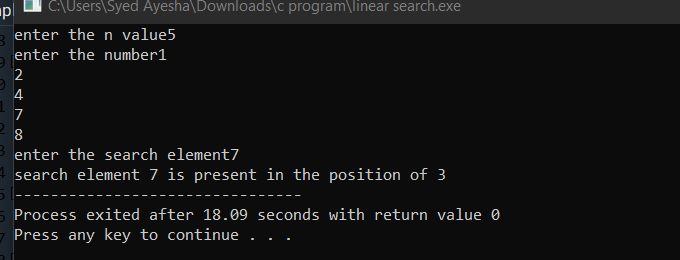 C:\Users\Syed Ayesha\Downloads\c program\linear search.exe
enter the n value5
enter the number1
2
4
7
8
enter the search element7
search element 7 is present in the position of 3
--------------------------------
Process exited after 18.09 seconds with return value 0
Press any key to continue . . .